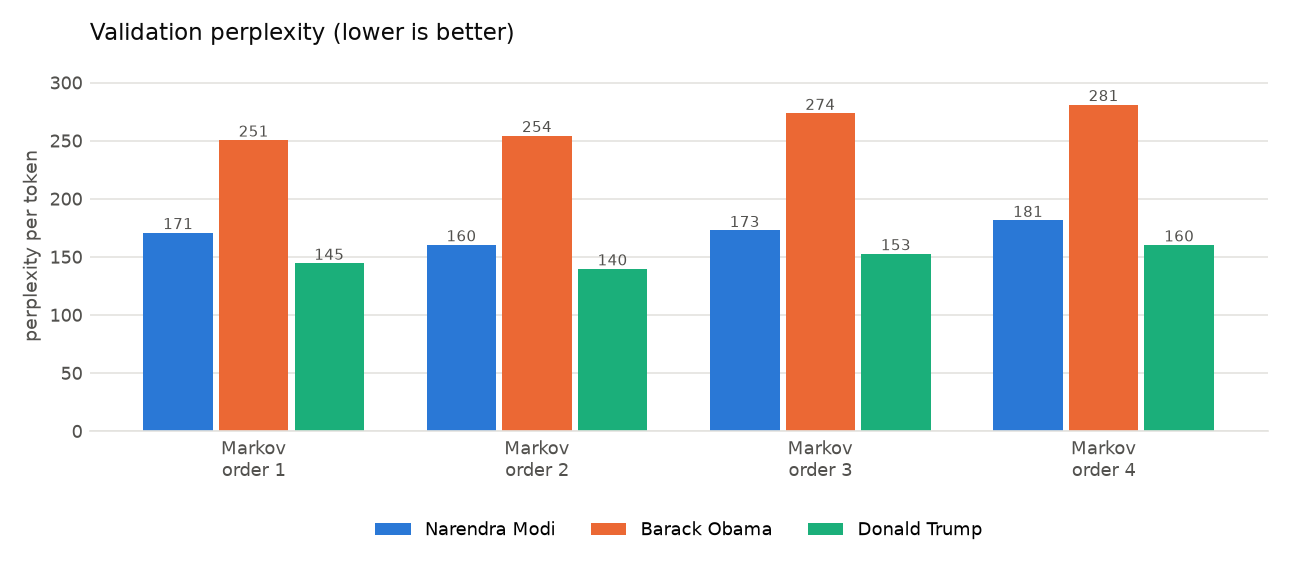 Validation perplexity (lower is better)
perplexity per token
300
250
200
150
100
50
0
171
251
145
160
254
140
173
274
153
181
281
160
Markov
order 1
Markov
order 2
Markov
order 3
Markov
order 4
Narendra Modi
Barack Obama
Donald Trump